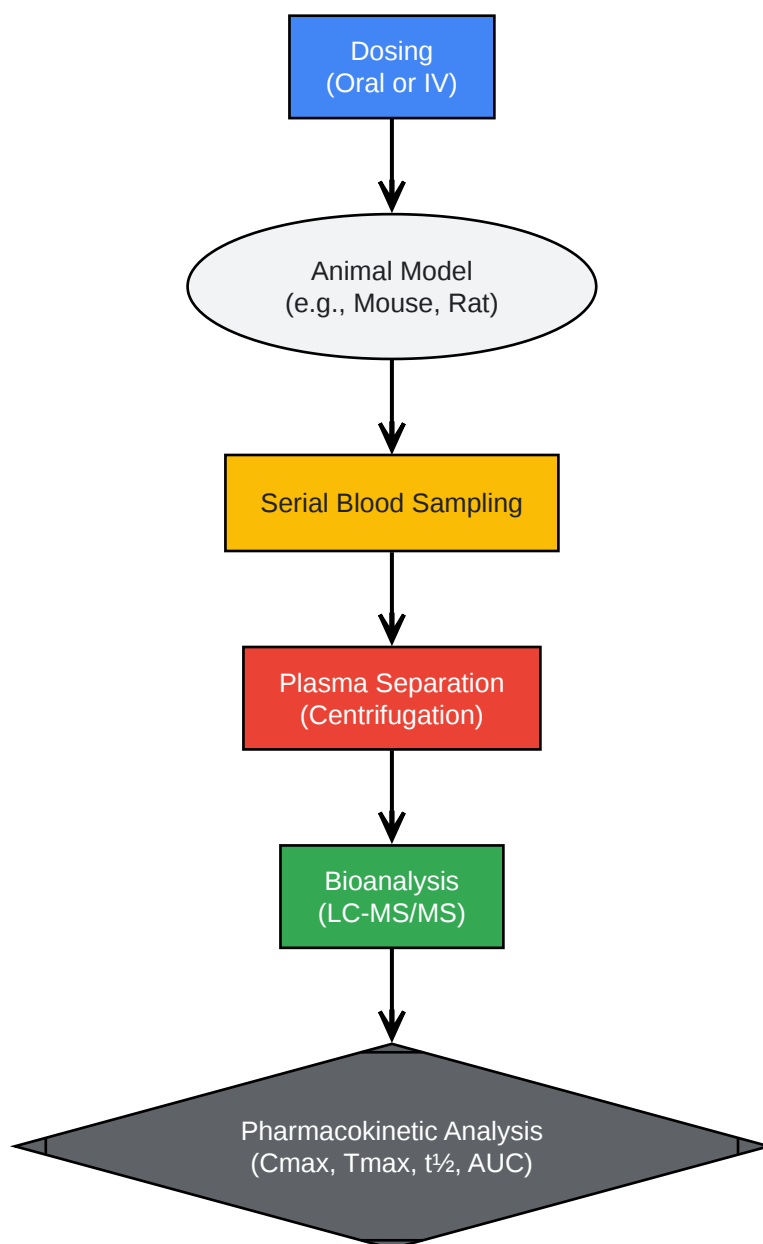 Dosing
(Oral or IV)
Animal Model
(e.g., Mouse, Rat)
Serial Blood Sampling
Plasma Separation
(Centrifugation)
Bioanalysis
(LC-MS/MS)
Pharmacokinetic Analysis
(Cmax, Tmax, t½, AUC)